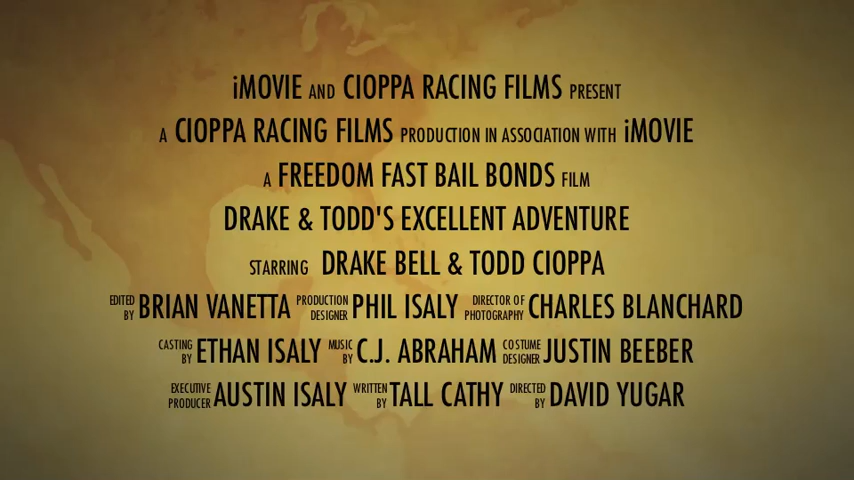 iMOVIE AND CIOPPA RACING FILMS PRESENT
A CIOPPA RACING FILMS PRODUCTION IN ASSOCIATION WITH iMOVIE
A FREEDOM FAST BAIL BONDS FILM
DRAKE & TODD'S EXCELLENT ADVENTURE
STARRING DRAKE BELL & TODD CIOPPA
EDITED BY BRIAN VANETTA PRODUCTION DESIGNER PHIL ISALY DIRECTOR OF PHOTOGRAPHY CHARLES BLANCHARD
CASTING BY ETHAN ISALY MUSIC BY C.J. ABRAHAM COSTUME DESIGNER JUSTIN BEEBER
EXECUTIVE PRODUCER AUSTIN ISALY WRITTEN BY TALL CATHY DIRECTED BY DAVID YUGAR